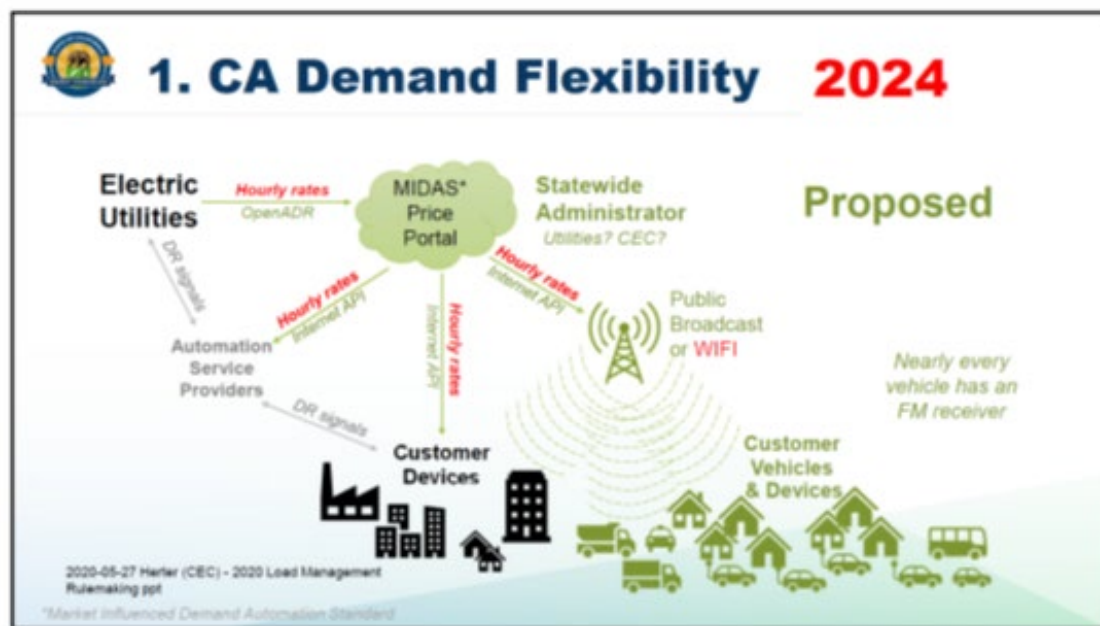 1. CA Demand Flexibility 2024
Electric
Utilities
Hourly rates
OpenADR
MIDAS*
Price
Portal
Statewide
Administrator
Utilities? CEC?
Proposed
DR signals
Hourly rates
Internet API
Hourly rates
Internet API
Hourly rates
Internet API
Public
Broadcast
or WIFI
Automation
Service
Providers
Nearly every
vehicle has an
FM receiver
DR signals
Customer
Devices
Customer
Vehicles
& Devices
2020-05-27 Herter (CEC) - 2020 Load Management
Rulemaking ppt
*Market Influenced Demand Automation Standard